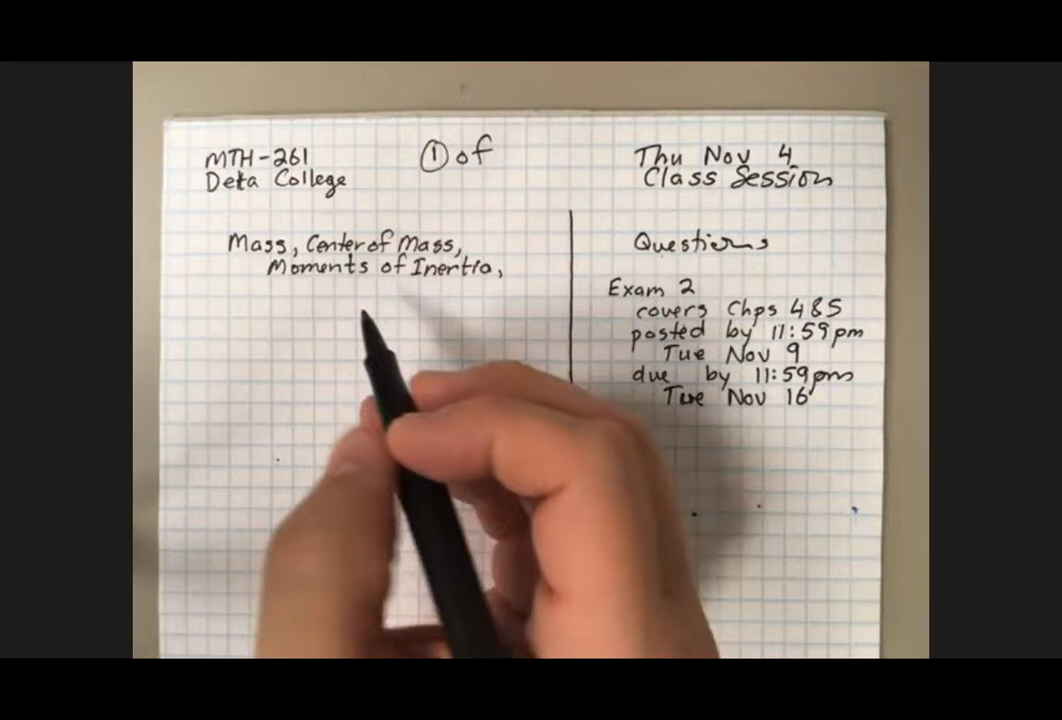 MTH-261
Deta College
① of
Thu Nov 4
Class Session
Mass, Center of Mass,
Moments of Inertia,
Questions
Exam 2
covers Chps 4&5
posted by 11:59pm
Tue Nov 9
due by 11:59pm
Tue Nov 16